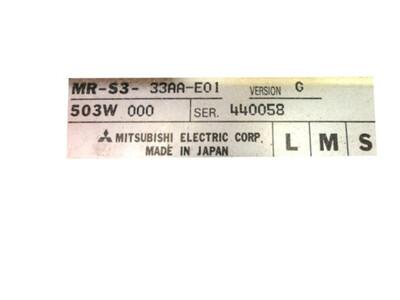 MR-S3- 33AA-E01 VERSION G
503W 000 SER. 440058
MITSUBISHI ELECTRIC CORP.
MADE IN JAPAN
L M S